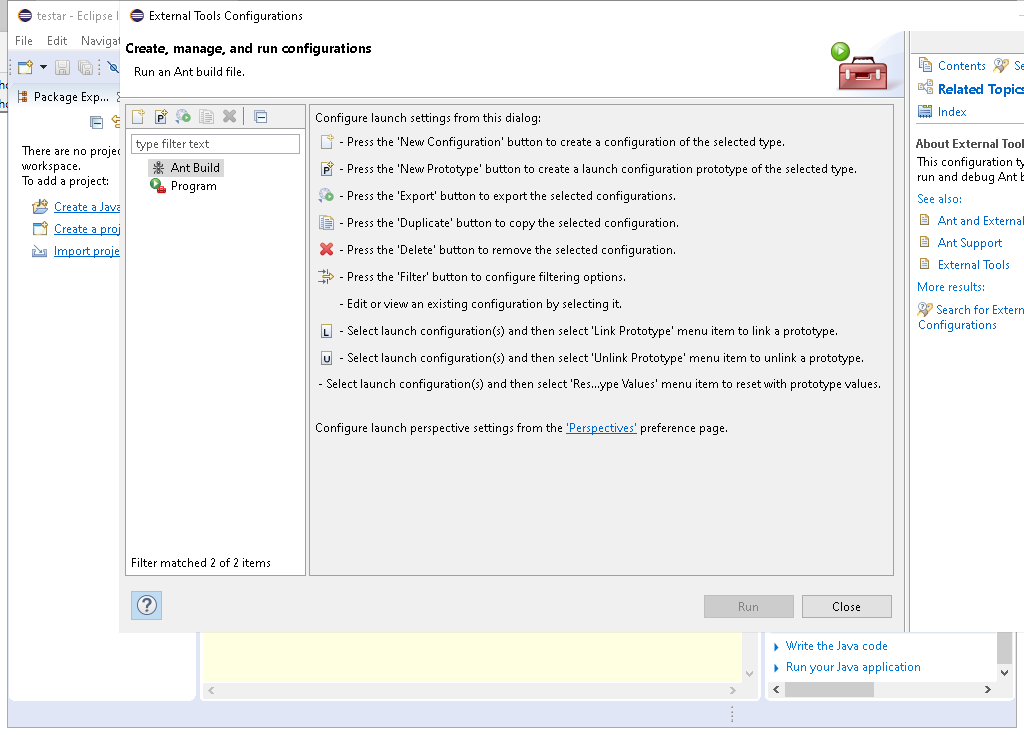 testar - Eclipse I
External Tools Configurations
File Edit Navigat
Create, manage, and run configurations
Run an Ant build file.
Package Exp...
type filter text
Ant Build
Program
Filter matched 2 of 2 items
There are no projec
workspace.
To add a project:
Create a Java
Create a proj
Import proje
Configure launch settings from this dialog:
- Press the 'New Configuration' button to create a configuration of the selected type.
- Press the 'New Prototype' button to create a launch configuration prototype of the selected type.
- Press the 'Export' button to export the selected configurations.
- Press the 'Duplicate' button to copy the selected configuration.
- Press the 'Delete' button to remove the selected configuration.
- Press the 'Filter' button to configure filtering options.
- Edit or view an existing configuration by selecting it.
L - Select launch configuration(s) and then select 'Link Prototype' menu item to link a prototype.
U - Select launch configuration(s) and then select 'Unlink Prototype' menu item to unlink a prototype.
- Select launch configuration(s) and then select 'Res...ype Values' menu item to reset with prototype values.
Configure launch perspective settings from the 'Perspectives' preference page.
Run
Close
Contents Se
Related Topics
Index
About External Tool
This configuration ty
run and debug Ant b
See also:
Ant and External
Ant Support
External Tools
More results:
Search for Extern
Configurations
Write the Java code
Run your Java application